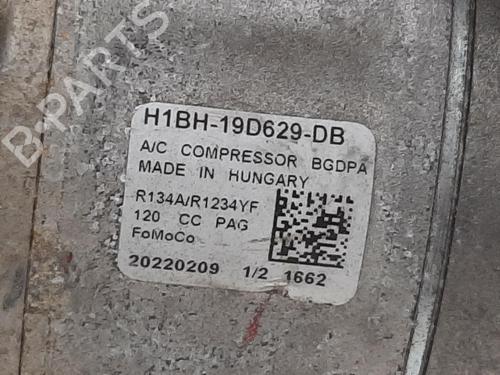 H1BH-19D629-DB
A/C COMPRESSOR BGDPA
MADE IN HUNGARY
R134A/R1234YF
120 CC PAG
FoMoCo
20220209 1/2 1662
B-PARTS